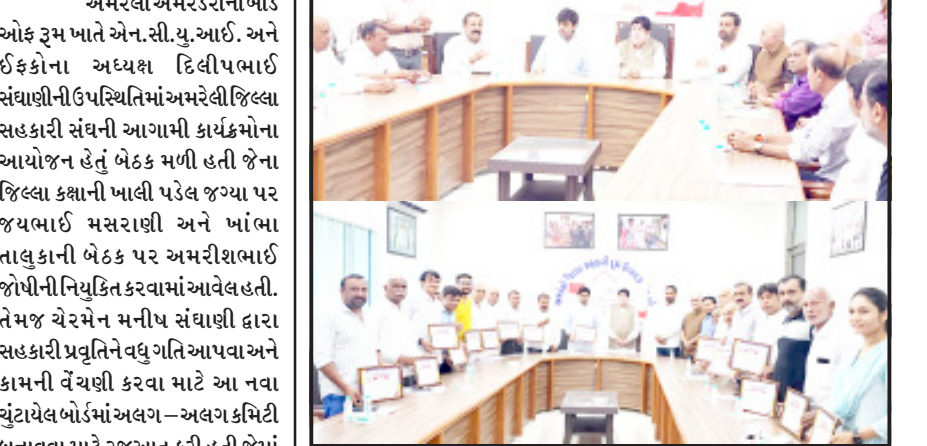 અમરેલી અમરડેરીના બોર્ડ
ઓફ રૂમ ખાતે એન.સી.યુ.આઈ. અને
ઈફકોના અધ્યક્ષ દિલીપભાઈ
સંઘાણીની ઉપસ્થિતિમાં અમરેલી જિલ્લા
સહકારી સંઘની આગામી કાર્યક્રમોના
આયોજન હેતું બેઠક મળી હતી જેના
જિલ્લા કક્ષાની ખાલી પડેલ જગ્યા પર
જયભાઈ મસરાણી અને ખાંભા
તાલુકાની બેઠક પર અમરીશભાઈ
જોષીની નિયુકિત કરવામાં આવેલ હતી.
તેમજ ચેરમેન મનીષ સંઘાણી દ્વારા
સહકારી પ્રવૃતિને વધુ ગતિ આપવા અને
કામની વેંચણી કરવા માટે આ નવા
ચુંટાયેલ બોર્ડમાં અલગ–અલગ કમિટી